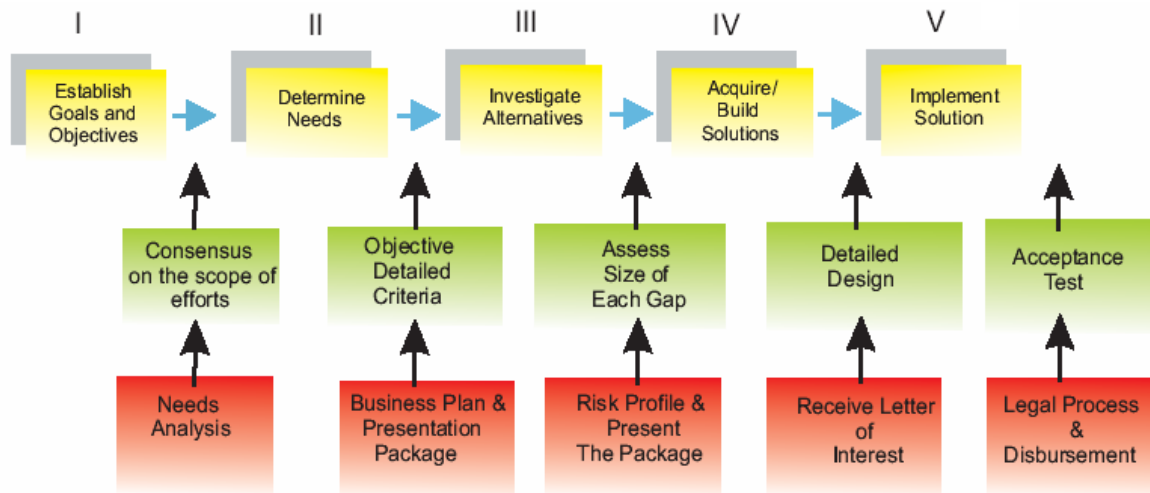 I
II
III
IV
V
Establish
Goals and
Objectives
Determine
Needs
Investigate
Alternatives
Acquire/
Build
Solutions
Implement
Solution
Consensus
on the scope of
efforts
Objective
Detailed
Criteria
Assess
Size of
Each Gap
Detailed
Design
Acceptance
Test
Needs
Analysis
Business Plan &
Presentation
Package
Risk Profile &
Present
The Package
Receive Letter
of
Interest
Legal Process
&
Disbursement